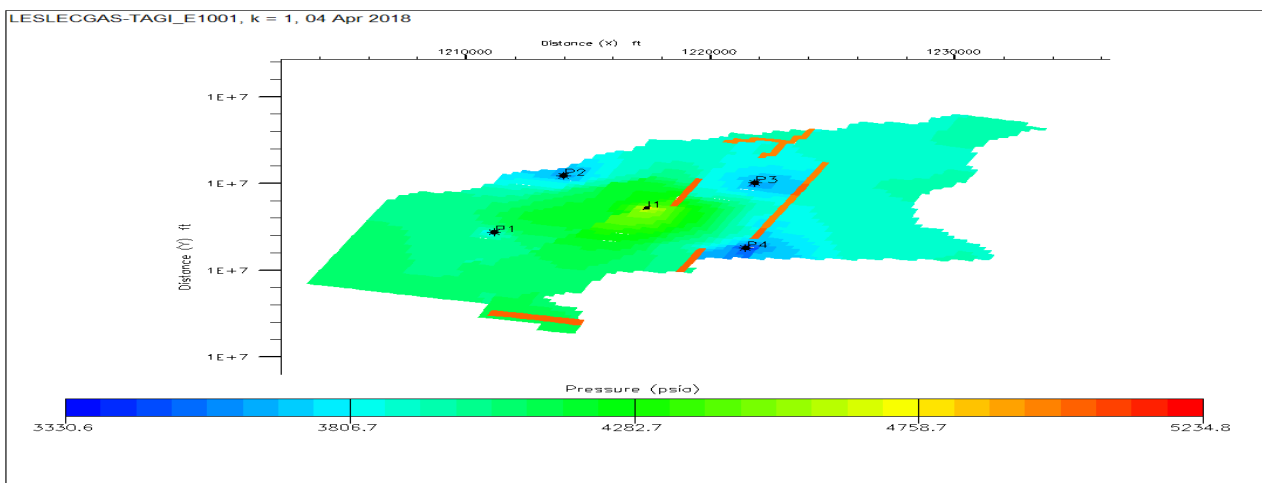 LESLECGAS-TAGI_E1001, k = 1, 04 Apr 2018
Distance (X) ft
1210000 1220000 1230000
1E+7
1E+7
1E+7
1E+7
Distance (Y) ft
P2
P3
I1
P1
P4
Pressure (psia)
3330.6 3806.7 4282.7 4758.7 5234.8